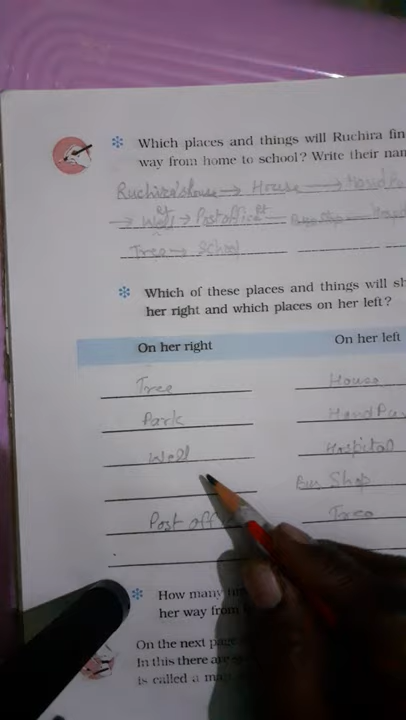 * Which places and things will Ruchira fin
way from home to school? Write their nam
Ruchira's house → House → Hand Pu
→ Well → Post office
Tree → School
* Which of these places and things will sh
her right and which places on her left?
On her right On her left
Tree House
Park Hand Pu
Well Hospital
Bus Shop
Post off Tree
* How many
her way from
On the next page
In this there are
is called a ma